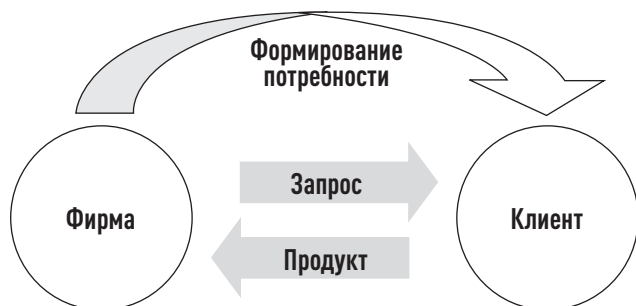 Формирование
потребности
Запрос
Фирма
Клиент
Продукт